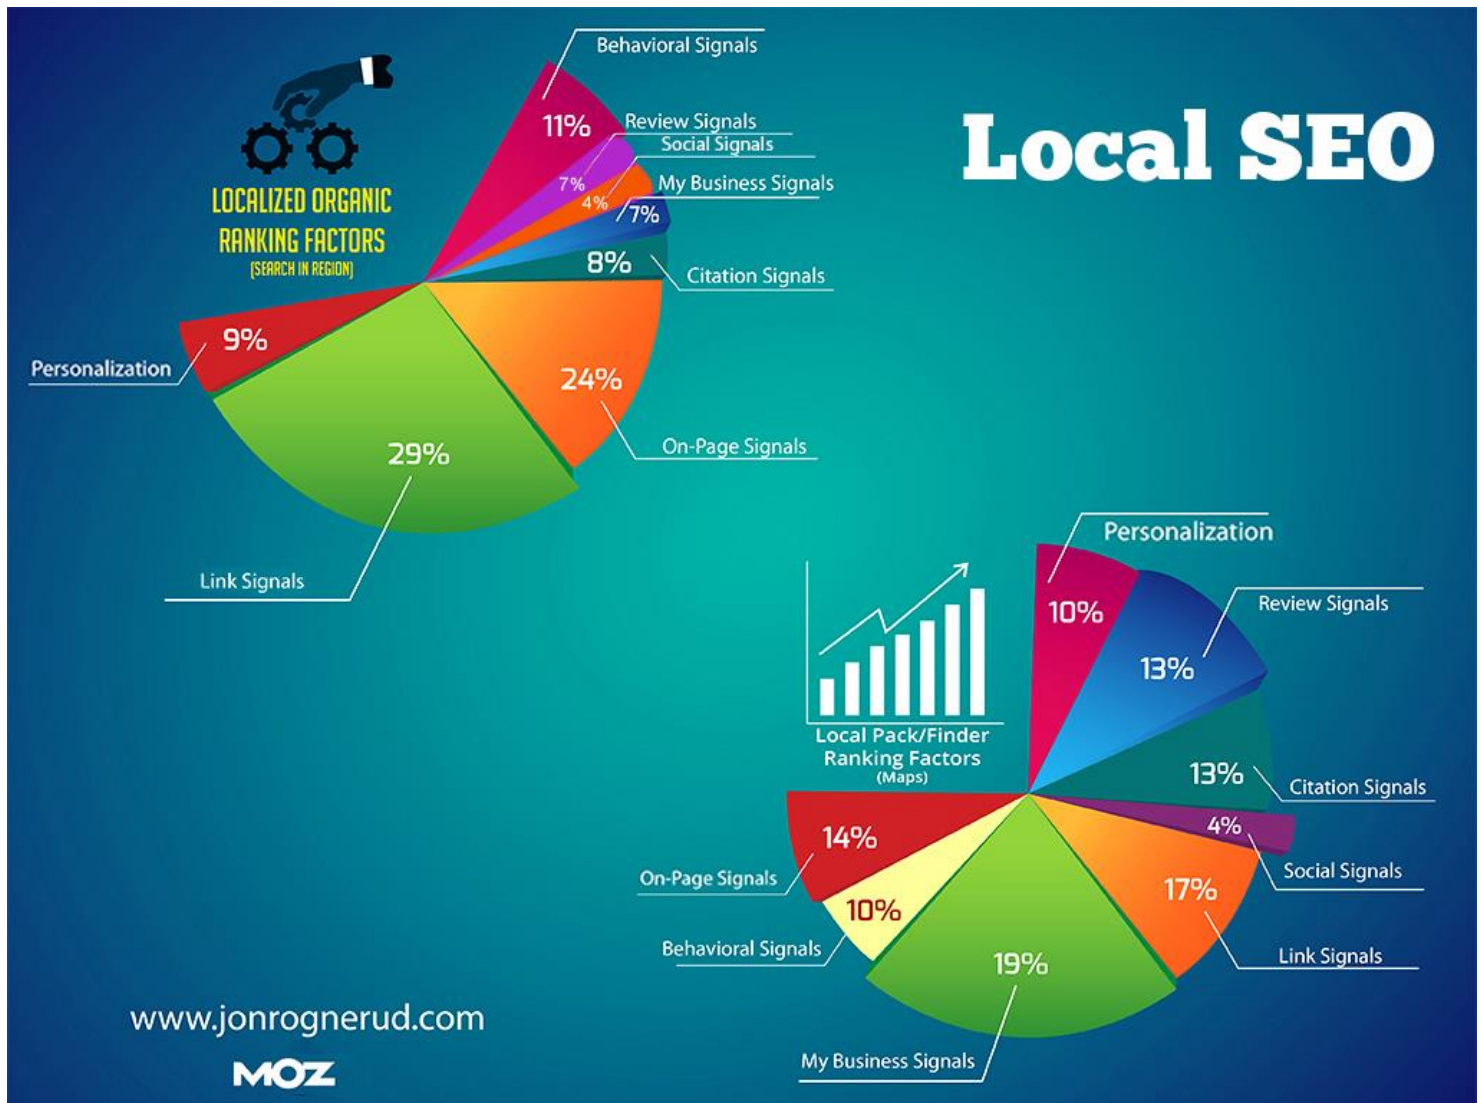 Local SEO
LOCALIZED ORGANIC
RANKING FACTORS
(SEARCH IN REGION)
Behavioral Signals
11%
Review Signals
7%
Social Signals
4%
My Business Signals
7%
Citation Signals
8%
On-Page Signals
24%
Link Signals
29%
Personalization
9%
Local Pack/Finder
Ranking Factors
(Maps)
Personalization
10%
Review Signals
13%
Citation Signals
13%
Social Signals
4%
Link Signals
17%
My Business Signals
19%
Behavioral Signals
10%
On-Page Signals
14%
www.jonrognerud.com
MOZ